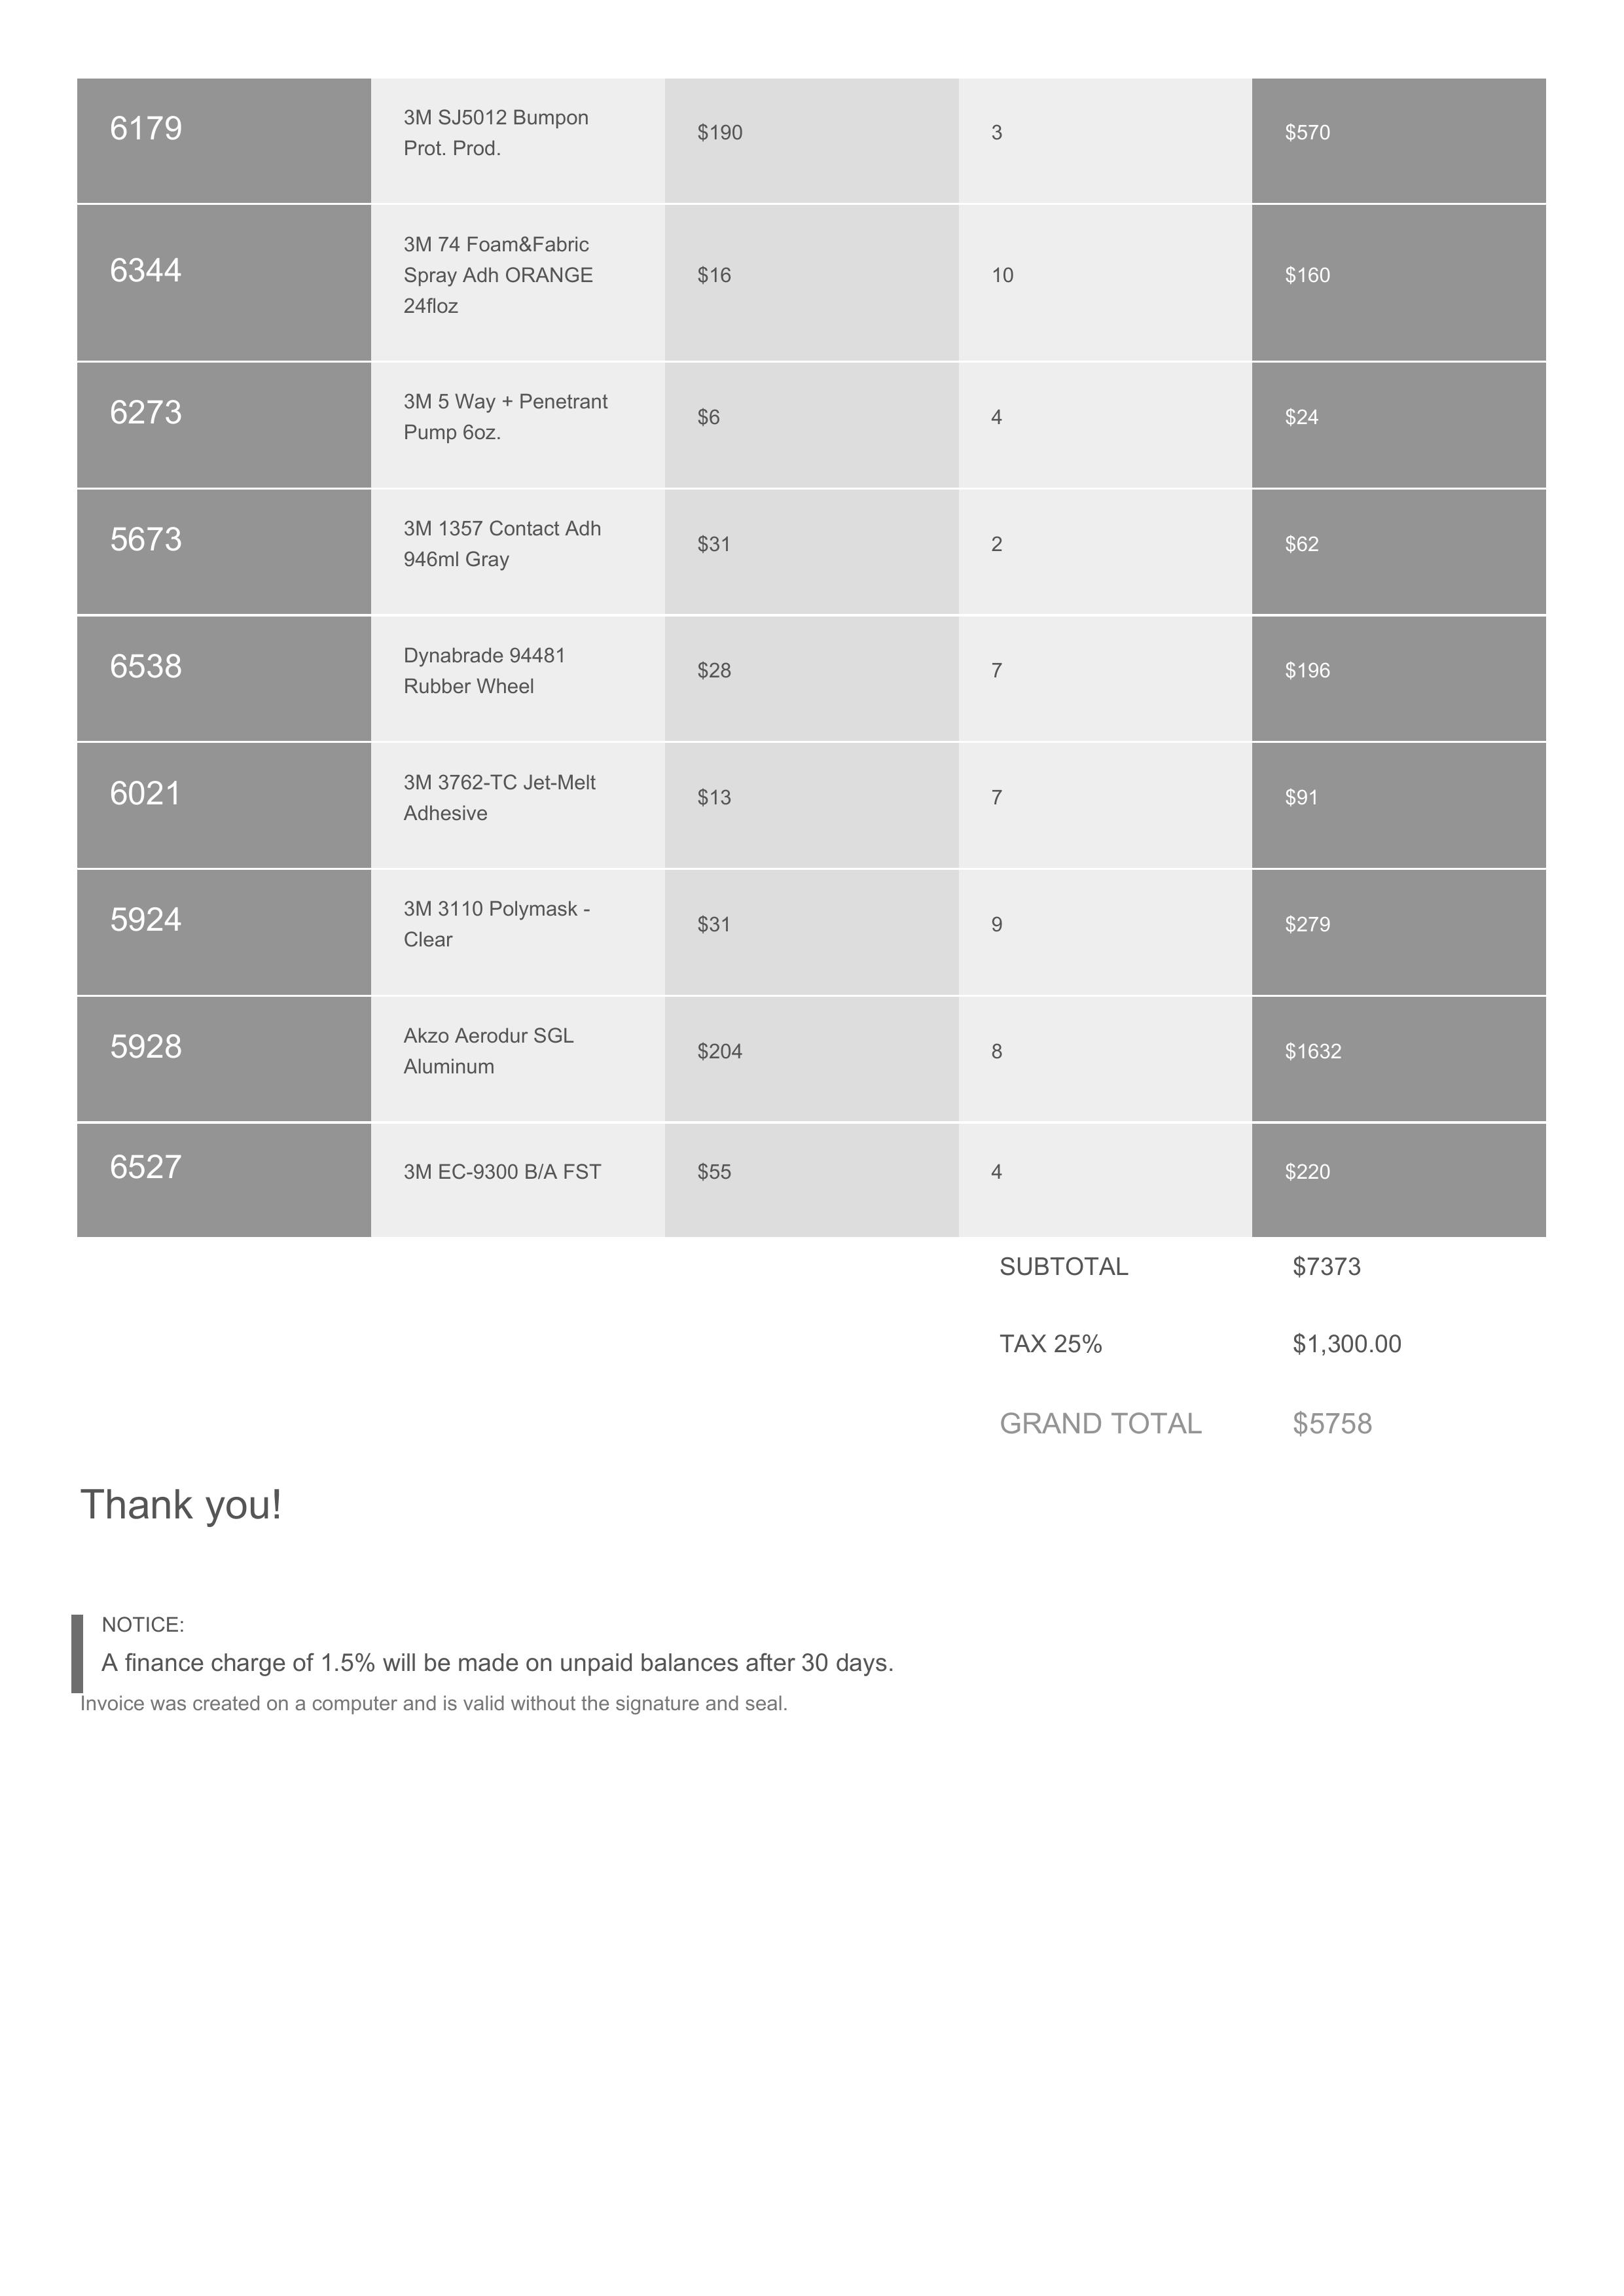 6179 3M SJ5012 Bumpon $190 3 $570
Prot. Prod.
6344 3M 74 Foam&Fabric $16 10 $160
Spray Adh ORANGE
24floz
6273 3M 5 Way + Penetrant $6 4 $24
Pump 6oz.
5673 3M 1357 Contact Adh $31 2 $62
946ml Gray
6538 Dynabrade 94481 $28 7 $196
Rubber Wheel
6021 3M 3762-TC Jet-Melt $13 7 $91
Adhesive
5924 3M 3110 Polymask - $31 9 $279
Clear
5928 Akzo Aerodur SGL $204 8 $1632
Aluminum
6527 3M EC-9300 B/A FST $55 4 $220
SUBTOTAL $7373
TAX 25% $1,300.00
GRAND TOTAL $5758
Thank you!
NOTICE:
A finance charge of 1.5% will be made on unpaid balances after 30 days.
Invoice was created on a computer and is valid without the signature and seal.